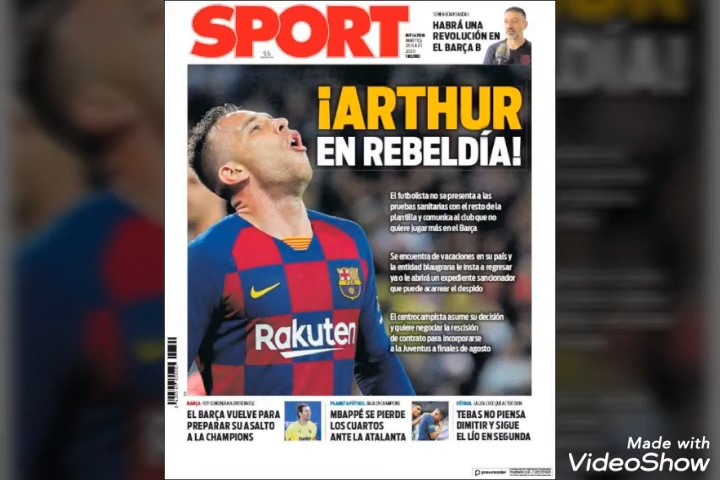 SPORT
HABRÁ UNA
REVOLUCIÓN EN
EL BARÇA B
¡ARTHUR
EN REBELDÍA!
El futbolista no se presenta a las
pruebas sanitarias con el resto de la
plantilla y comunica al club que no
quiere jugar más en el Barça
Se encuentra de vacaciones en su país y
la entidad blaugrana le insta a regresar
ya o le abrirá un expediente sancionador
que puede acarrear el despido
El centrocampista asume su decisión
y quiere negociar la rescisión
de contrato para incorporarse
a la Juventus a finales de agosto
Rakuten
BARÇA
EL BARÇA VUELVE PARA
PREPARAR SU ASALTO
A LA CHAMPIONS
PLANETA FÚTBOL
MBAPPÉ SE PIERDE
LOS CUARTOS
ANTE LA ATALANTA
FÚTBOL
TEBAS NO PIENSA
DIMITIR Y SIGUE
EL LÍO EN SEGUNDA
Made with
VideoShow